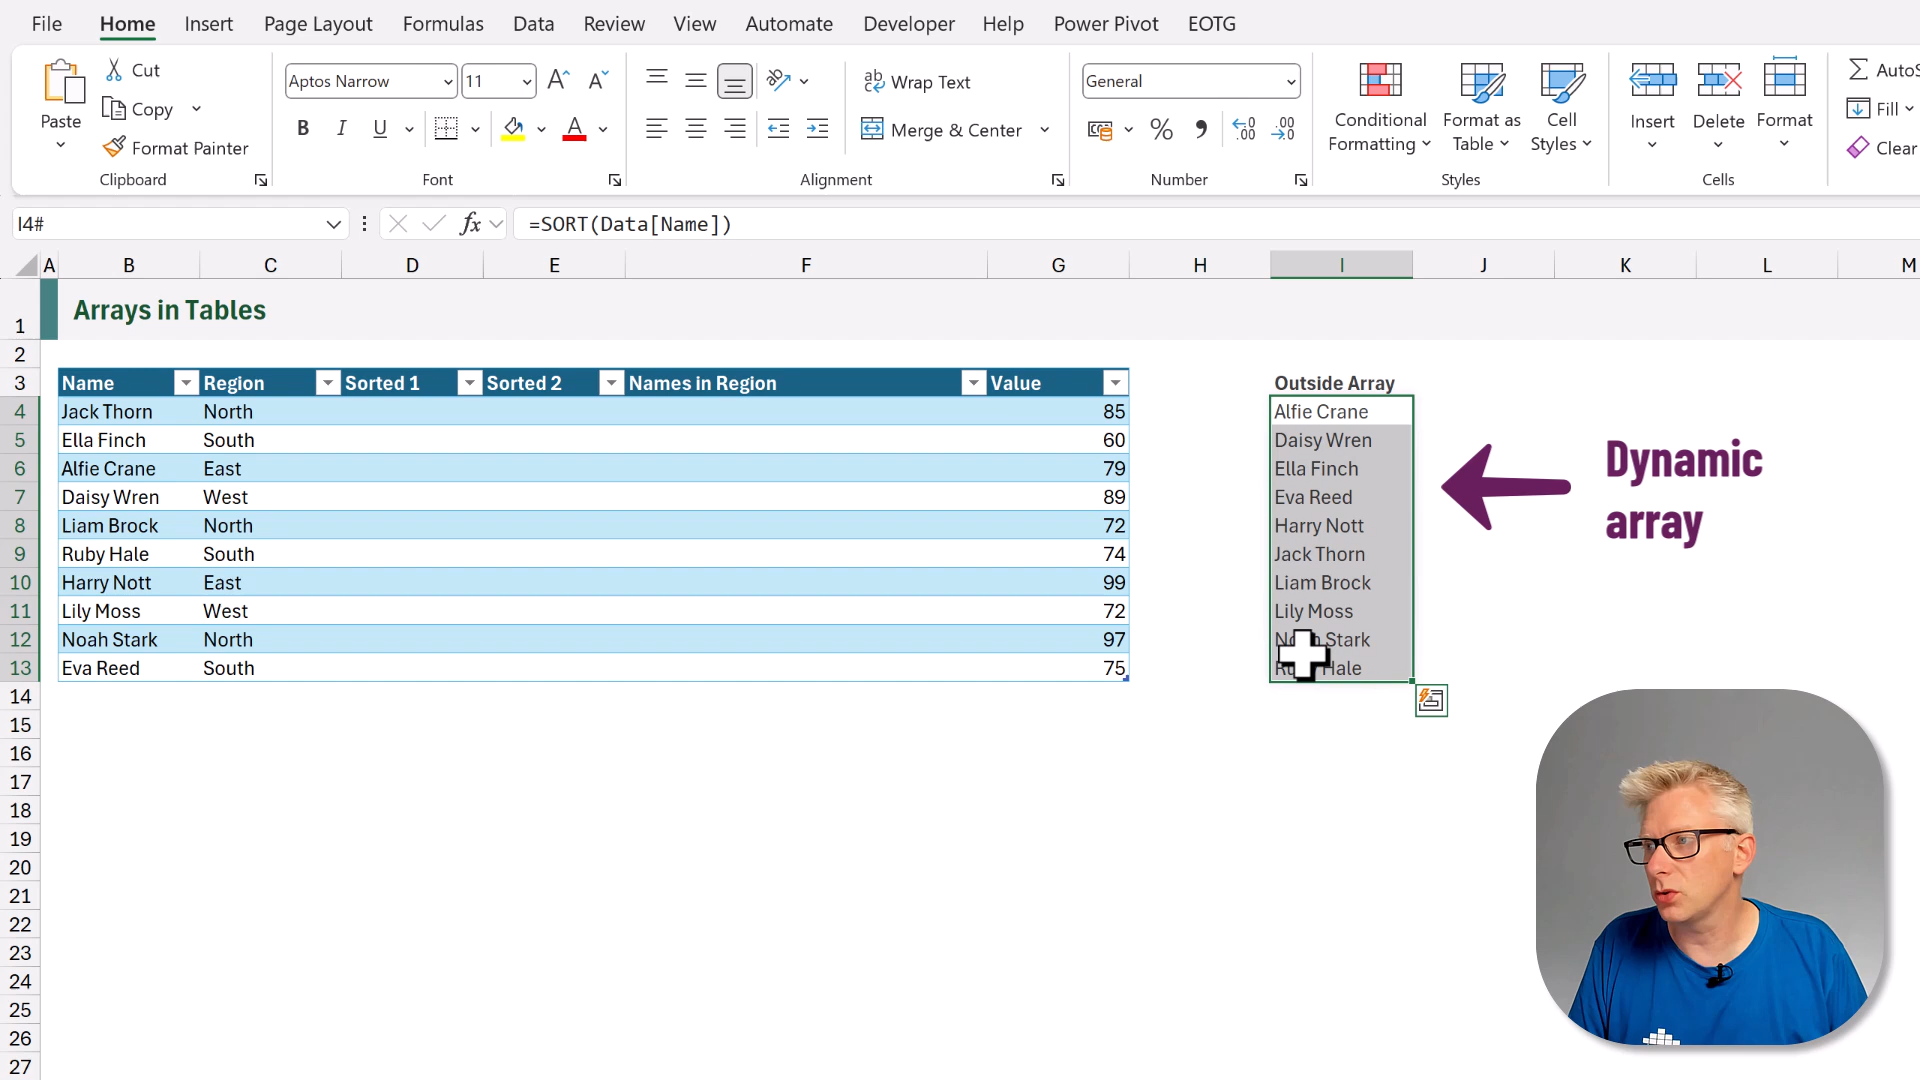 File Home Insert Page Layout Formulas Data Review View Automate Developer Help Power Pivot EOTG
Paste
Cut
Copy
Format Painter
Clipboard
Aptos Narrow 11
B I U
Font
Wrap Text
Merge & Center
Alignment
General
Number
Conditional Formatting
Format as Table
Cell Styles
Styles
Insert Delete Format
Cells
Fill
Clear
I4# fx =SORT(Data[Name])
A B C D E F G H I J K L M
1 Arrays in Tables
2
3 Name Region Sorted 1 Sorted 2 Names in Region Value Outside Array
4 Jack Thorn North 85 Alfie Crane
5 Ella Finch South 60 Daisy Wren
6 Alfie Crane East 79 Ella Finch
7 Daisy Wren West 89 Eva Reed
8 Liam Brock North 72 Harry Nott
9 Ruby Hale South 74 Jack Thorn
10 Harry Nott East 99 Liam Brock
11 Lily Moss West 72 Lily Moss
12 Noah Stark North 97 Noah Stark
13 Eva Reed South 75 Ruby Hale
14
15
16
17
18
19
20
21
22
23
24
25
26
27
Dynamic
array